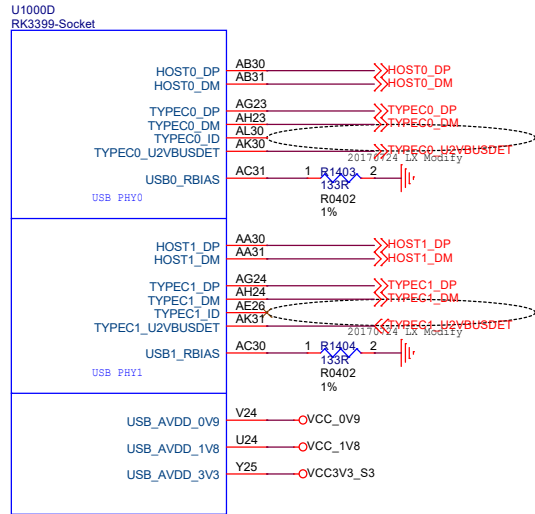 U1000D
RK3399-Socket
HOST0_DP AB30 HOST0_DP
HOST0_DM AB31 HOST0_DM
TYPEC0_DP AG23 TYPEC0_DP
TYPEC0_DM AH23 TYPEC0_DM
TYPEC0_ID AL30
TYPEC0_U2VBUSDET AK30 TYPEC0_U2VBUSDET
20170724 LX Modify
USB0_RBIAS AC31 1 R1403 2
133R
USB PHY0 R0402
1%
HOST1_DP AA30 HOST1_DP
HOST1_DM AA31 HOST1_DM
TYPEC1_DP AG24 TYPEC1_DP
TYPEC1_DM AH24 TYPEC1_DM
TYPEC1_ID AE26
TYPEC1_U2VBUSDET AK31 TYPEC1_U2VBUSDET
20170724 LX Modify
USB1_RBIAS AC30 1 R1404 2
133R
USB PHY1 R0402
1%
USB_AVDD_0V9 V24 VCC_0V9
USB_AVDD_1V8 U24 VCC_1V8
USB_AVDD_3V3 Y25 VCC3V3_S3